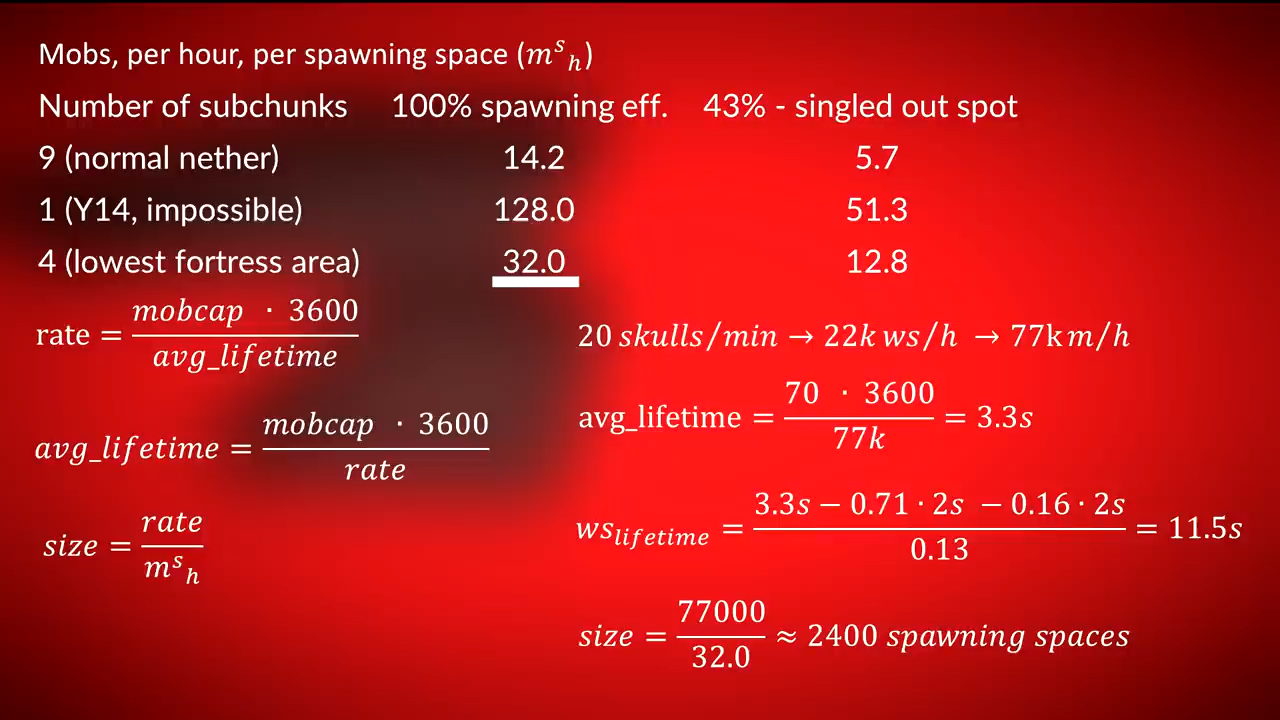 Mobs, per hour, per spawning space (mˢₕ)
Number of subchunks 100% spawning eff. 43% - singled out spot
9 (normal nether) 14.2 5.7
1 (Y14, impossible) 128.0 51.3
4 (lowest fortress area) 32.0 12.8
rate = mobcap · 3600 / avg_lifetime
20 skulls/min → 22k ws/h → 77k m/h
avg_lifetime = 70 · 3600 / 77k = 3.3s
avg_lifetime = mobcap · 3600 / rate
ws_lifetime = 3.3s − 0.71 · 2s − 0.16 · 2s / 0.13 = 11.5s
size = rate / mˢₕ
size = 77000 / 32.0 ≈ 2400 spawning spaces